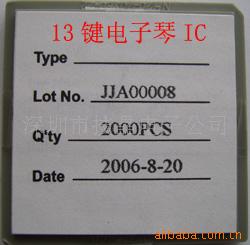 13 键电子琴 IC
Type
Lot No. JJA00008
Q'ty 2000PCS
Date 2006-8-20
alibaba.com.cn